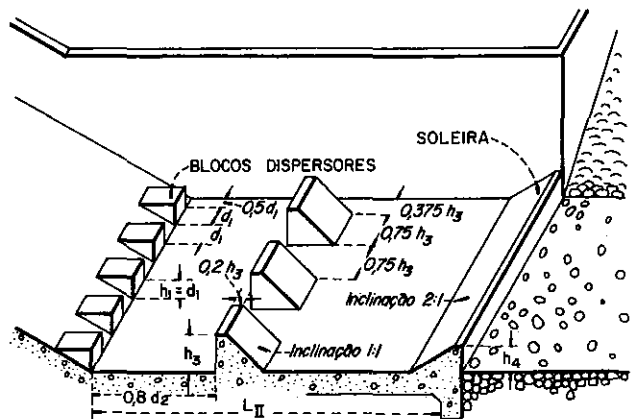 SOLEIRA
BLOCOS DISPERSORES
0,5 d₁
d₁
d₁
0,375 h₃
0,75 h₃
0,75 h₃
0,2 h₃
h₁ = d₁
Inclinação 2:1
h₃
Inclinação 1:1
h₄
0,8 d₂
L_II